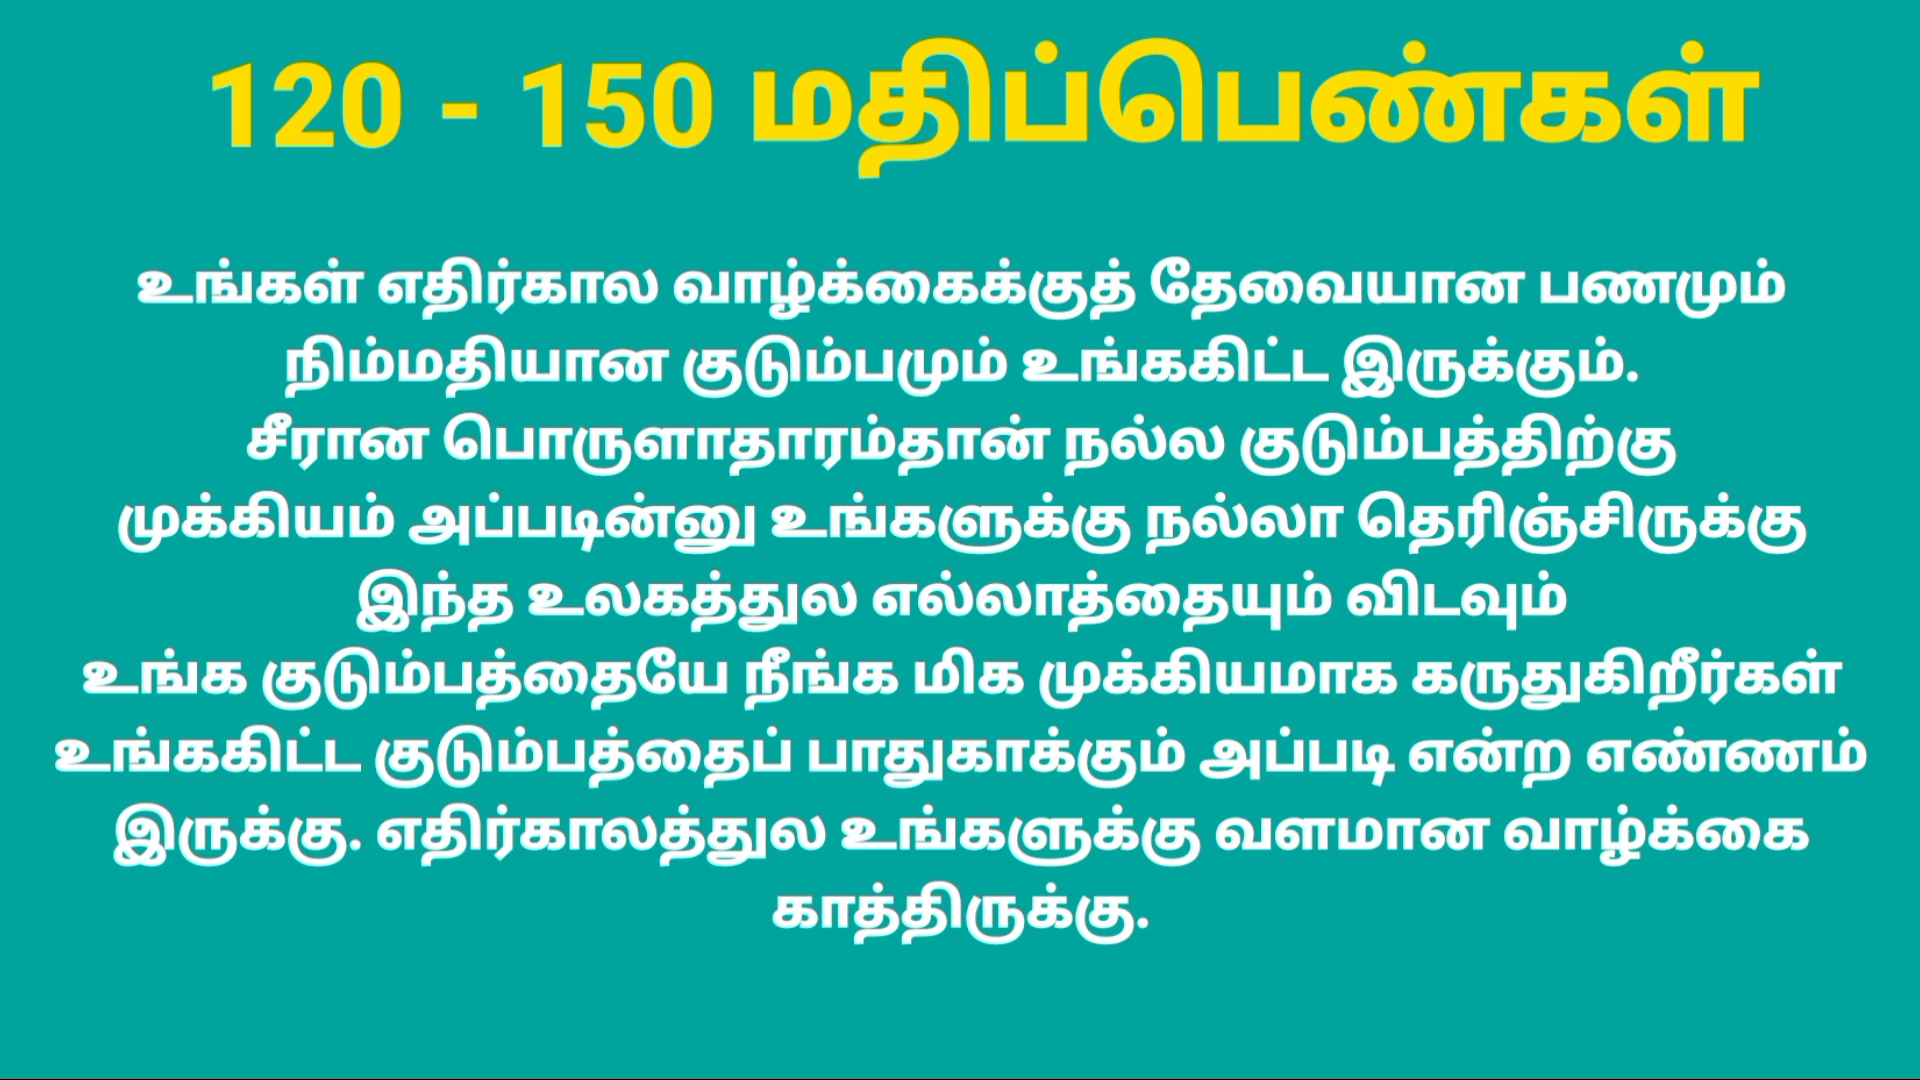 120 - 150 மதிப்பெண்கள்
உங்கள் எதிர்கால வாழ்க்கைக்குத் தேவையான பணமும்
நிம்மதியான குடும்பமும் உங்ககிட்ட இருக்கும்.
சீரான பொருளாதாரம்தான் நல்ல குடும்பத்திற்கு
முக்கியம் அப்படின்னு உங்களுக்கு நல்லா தெரிஞ்சிருக்கு
இந்த உலகத்துல எல்லாத்தையும் விடவும்
உங்க குடும்பத்தையே நீங்க மிக முக்கியமாக கருதுகிறீர்கள்
உங்ககிட்ட குடும்பத்தைப் பாதுகாக்கும் அப்படி என்ற எண்ணம்
இருக்கு. எதிர்காலத்துல உங்களுக்கு வளமான வாழ்க்கை
காத்திருக்கு.